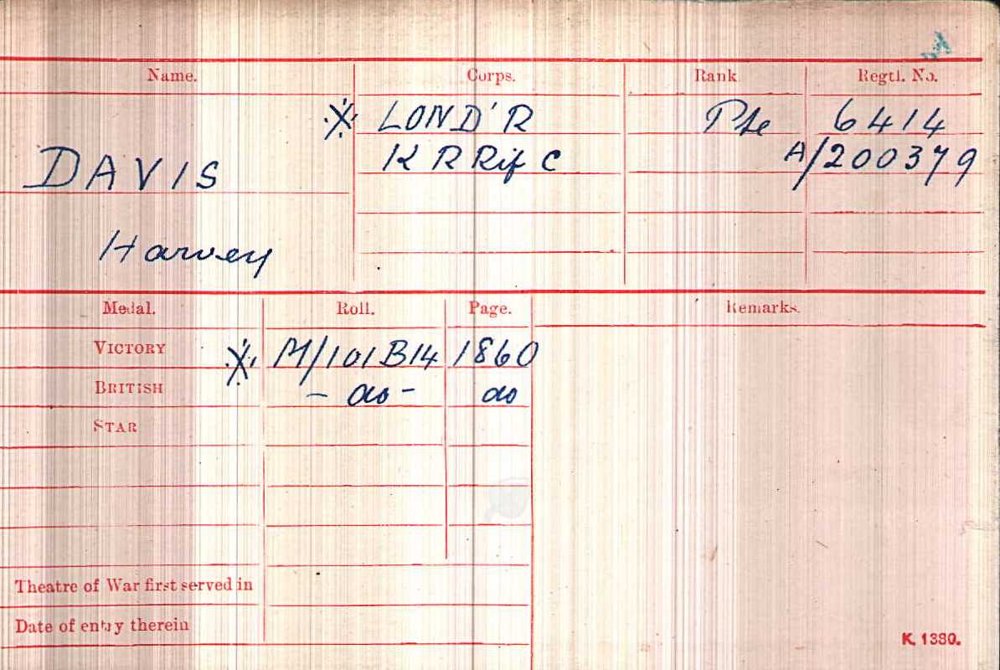 Name. Corps. Rank Regtl. No.
※ LOND'R Pte 6414
DAVIS K R Rif C A/200379
Harvey
Medal. Roll. Page. Remarks.
VICTORY ※ M/101B14 1860
BRITISH - do - do
STAR
Theatre of War first served in
Date of entry therein
K. 1380.